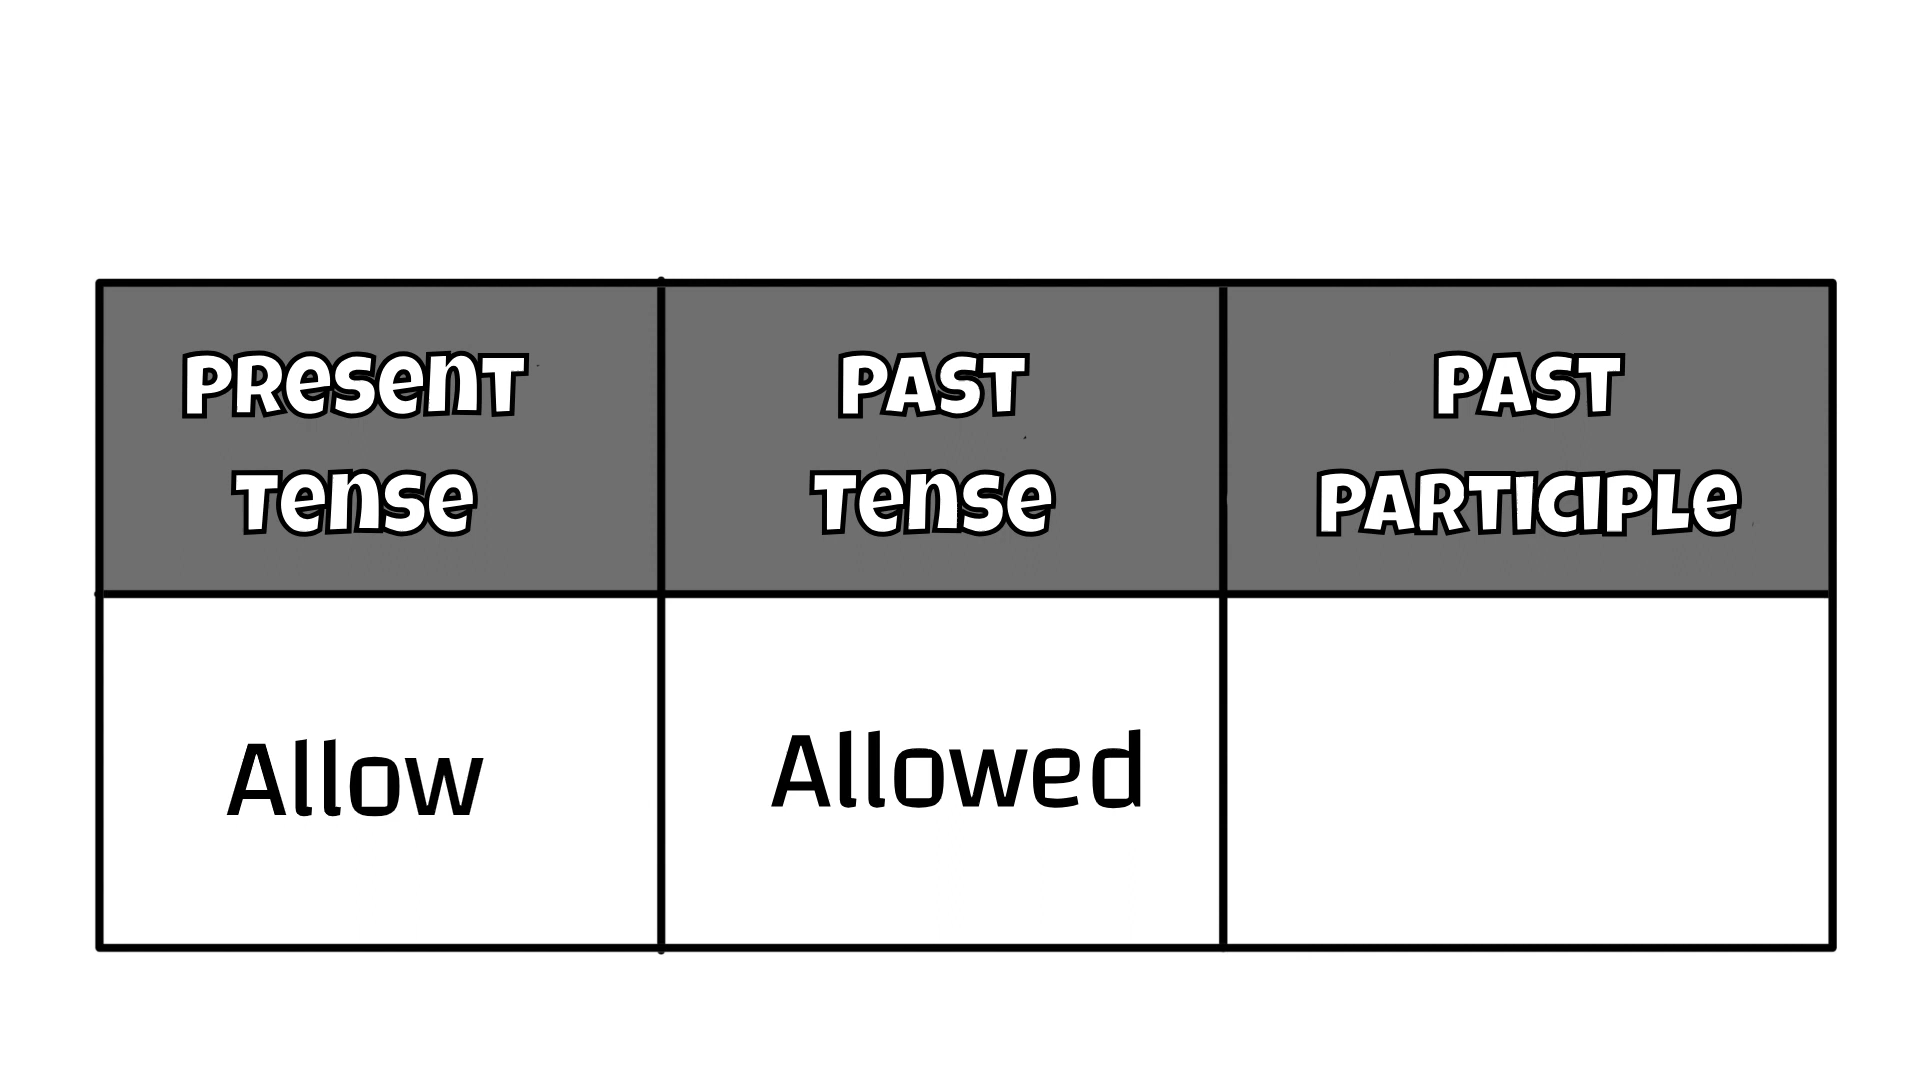 Present
Tense
Past
Tense
Past
Participle
Allow
Allowed